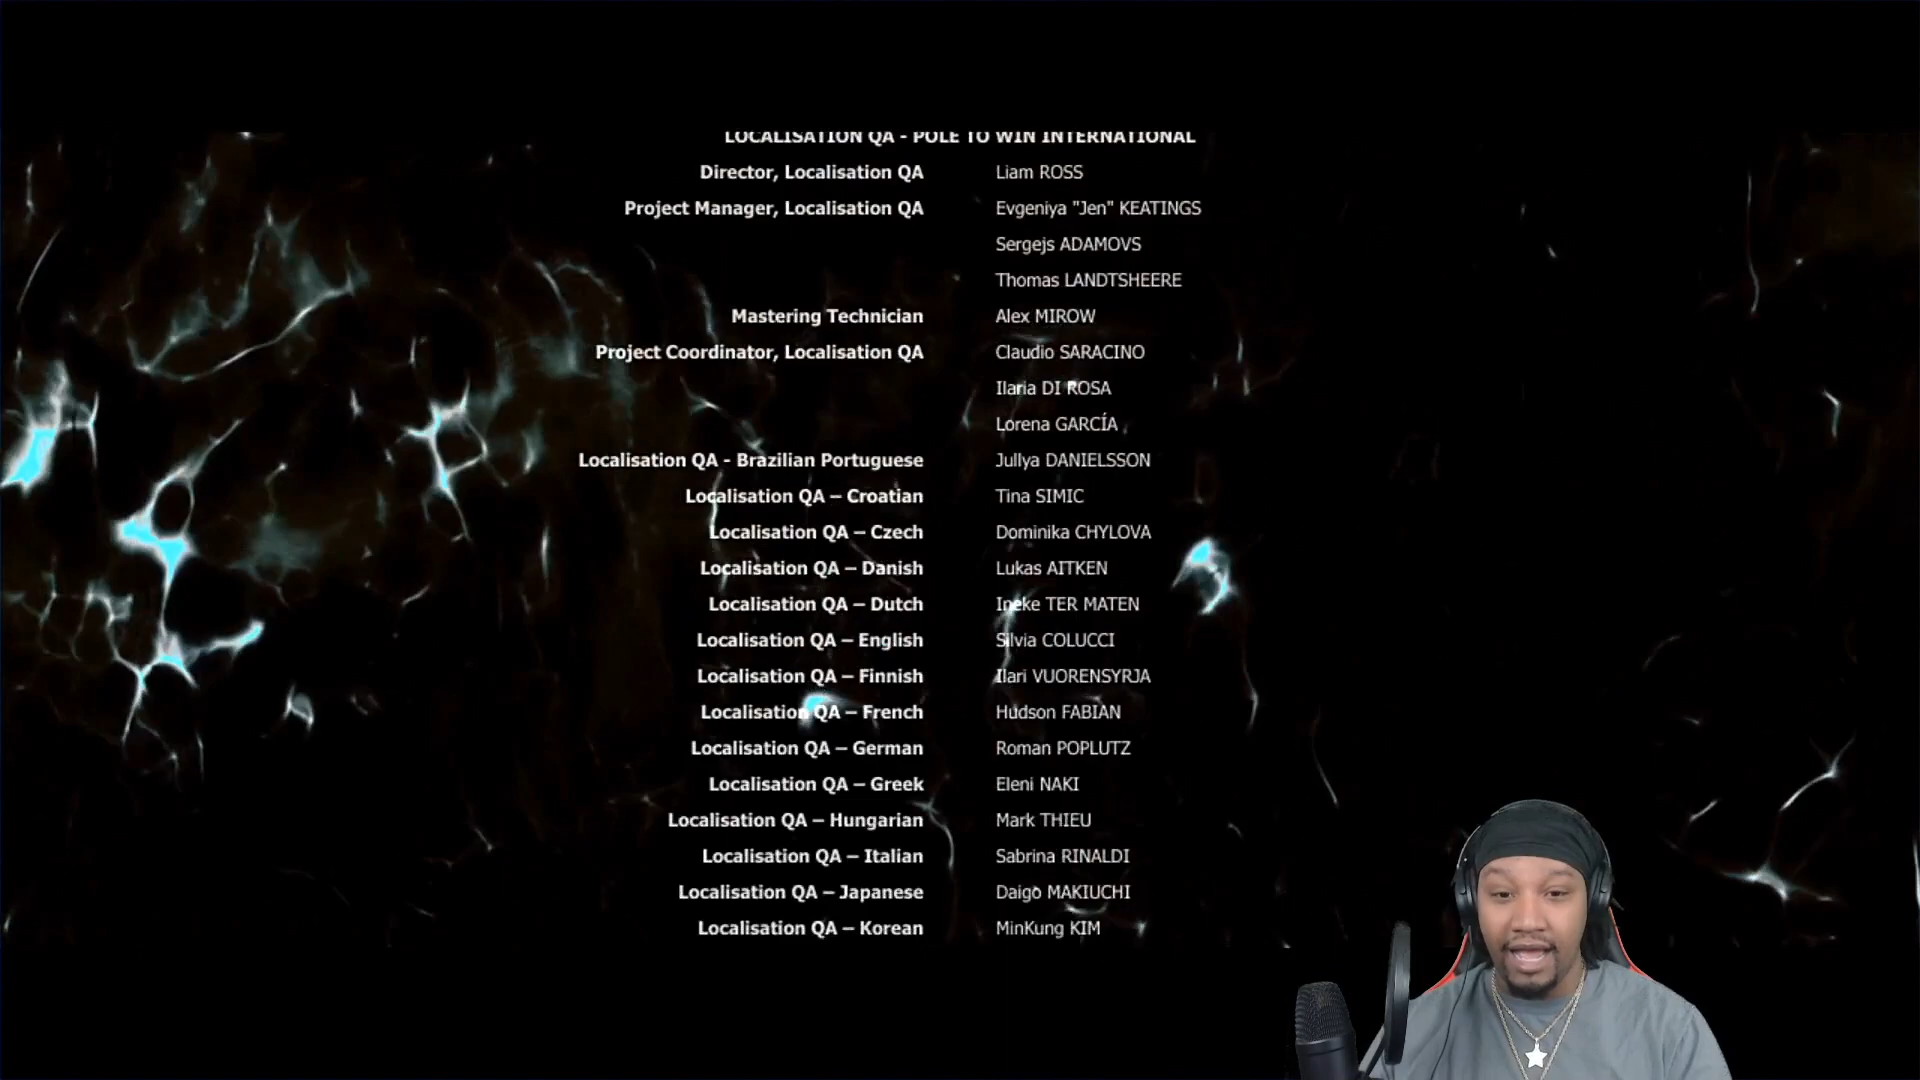 LOCALISATION QA - POLE TO WIN INTERNATIONAL
Director, Localisation QA Liam ROSS
Project Manager, Localisation QA Evgeniya "Jen" KEATINGS
Sergejs ADAMOVS
Thomas LANDTSHEERE
Mastering Technician Alex MIROW
Project Coordinator, Localisation QA Claudio SARACINO
Ilaria DI ROSA
Lorena GARCÍA
Localisation QA - Brazilian Portuguese Jullya DANIELSSON
Localisation QA – Croatian Tina SIMIC
Localisation QA – Czech Dominika CHYLOVA
Localisation QA – Danish Lukas AITKEN
Localisation QA – Dutch Ineke TER MATEN
Localisation QA – English Silvia COLUCCI
Localisation QA – Finnish Ilari VUORENSYRJA
Localisation QA – French Hudson FABIAN
Localisation QA – German Roman POPLUTZ
Localisation QA – Greek Eleni NAKI
Localisation QA – Hungarian Mark THIEU
Localisation QA – Italian Sabrina RINALDI
Localisation QA – Japanese Daigo MAKIUCHI
Localisation QA – Korean MinKung KIM